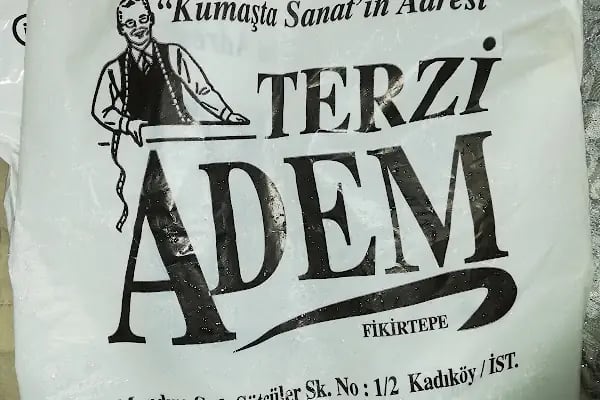 "Kumaşta Sanat'ın Adresi"
TERZİ
ADEM
FİKİRTEPE
Sütçüler Sk. No : 1/2 Kadıköy / İST.